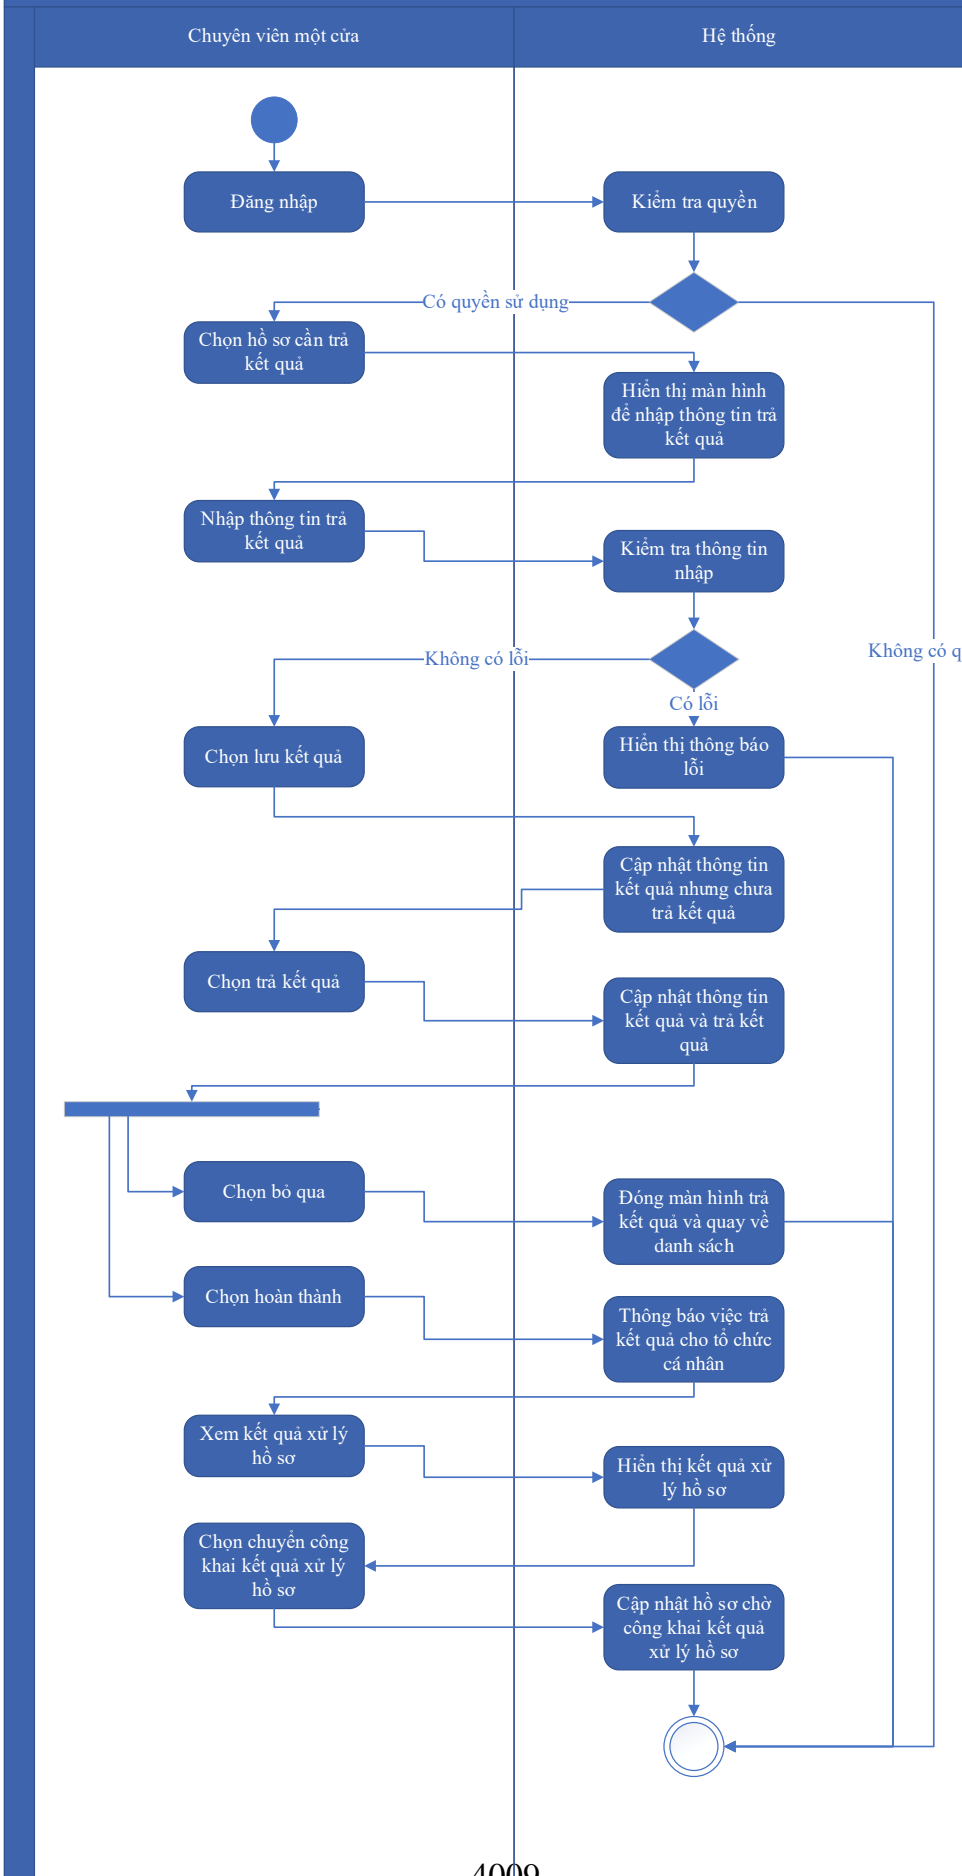 Chuyên viên một cửa
Hệ thống
Đăng nhập
Kiểm tra quyền
Có quyền sử dụng
Chọn hồ sơ cần trả
kết quả
Hiển thị màn hình
để nhập thông tin trả
kết quả
Nhập thông tin trả
kết quả
Kiểm tra thông tin
nhập
Không có q
Không có lỗi
Có lỗi
Chọn lưu kết quả
Hiển thị thông báo
lỗi
Cập nhật thông tin
kết quả nhưng chưa
trả kết quả
Chọn trả kết quả
Cập nhật thông tin
kết quả và trả kết
quả
Chọn bỏ qua
Đóng màn hình trả
kết quả và quay về
danh sách
Chọn hoàn thành
Thông báo việc trả
kết quả cho tổ chức
cá nhân
Xem kết quả xử lý
hồ sơ
Hiển thị kết quả xử
lý hồ sơ
Chọn chuyển công
khai kết quả xử lý
hồ sơ
Cập nhật hồ sơ chờ
công khai kết quả
xử lý hồ sơ
4009